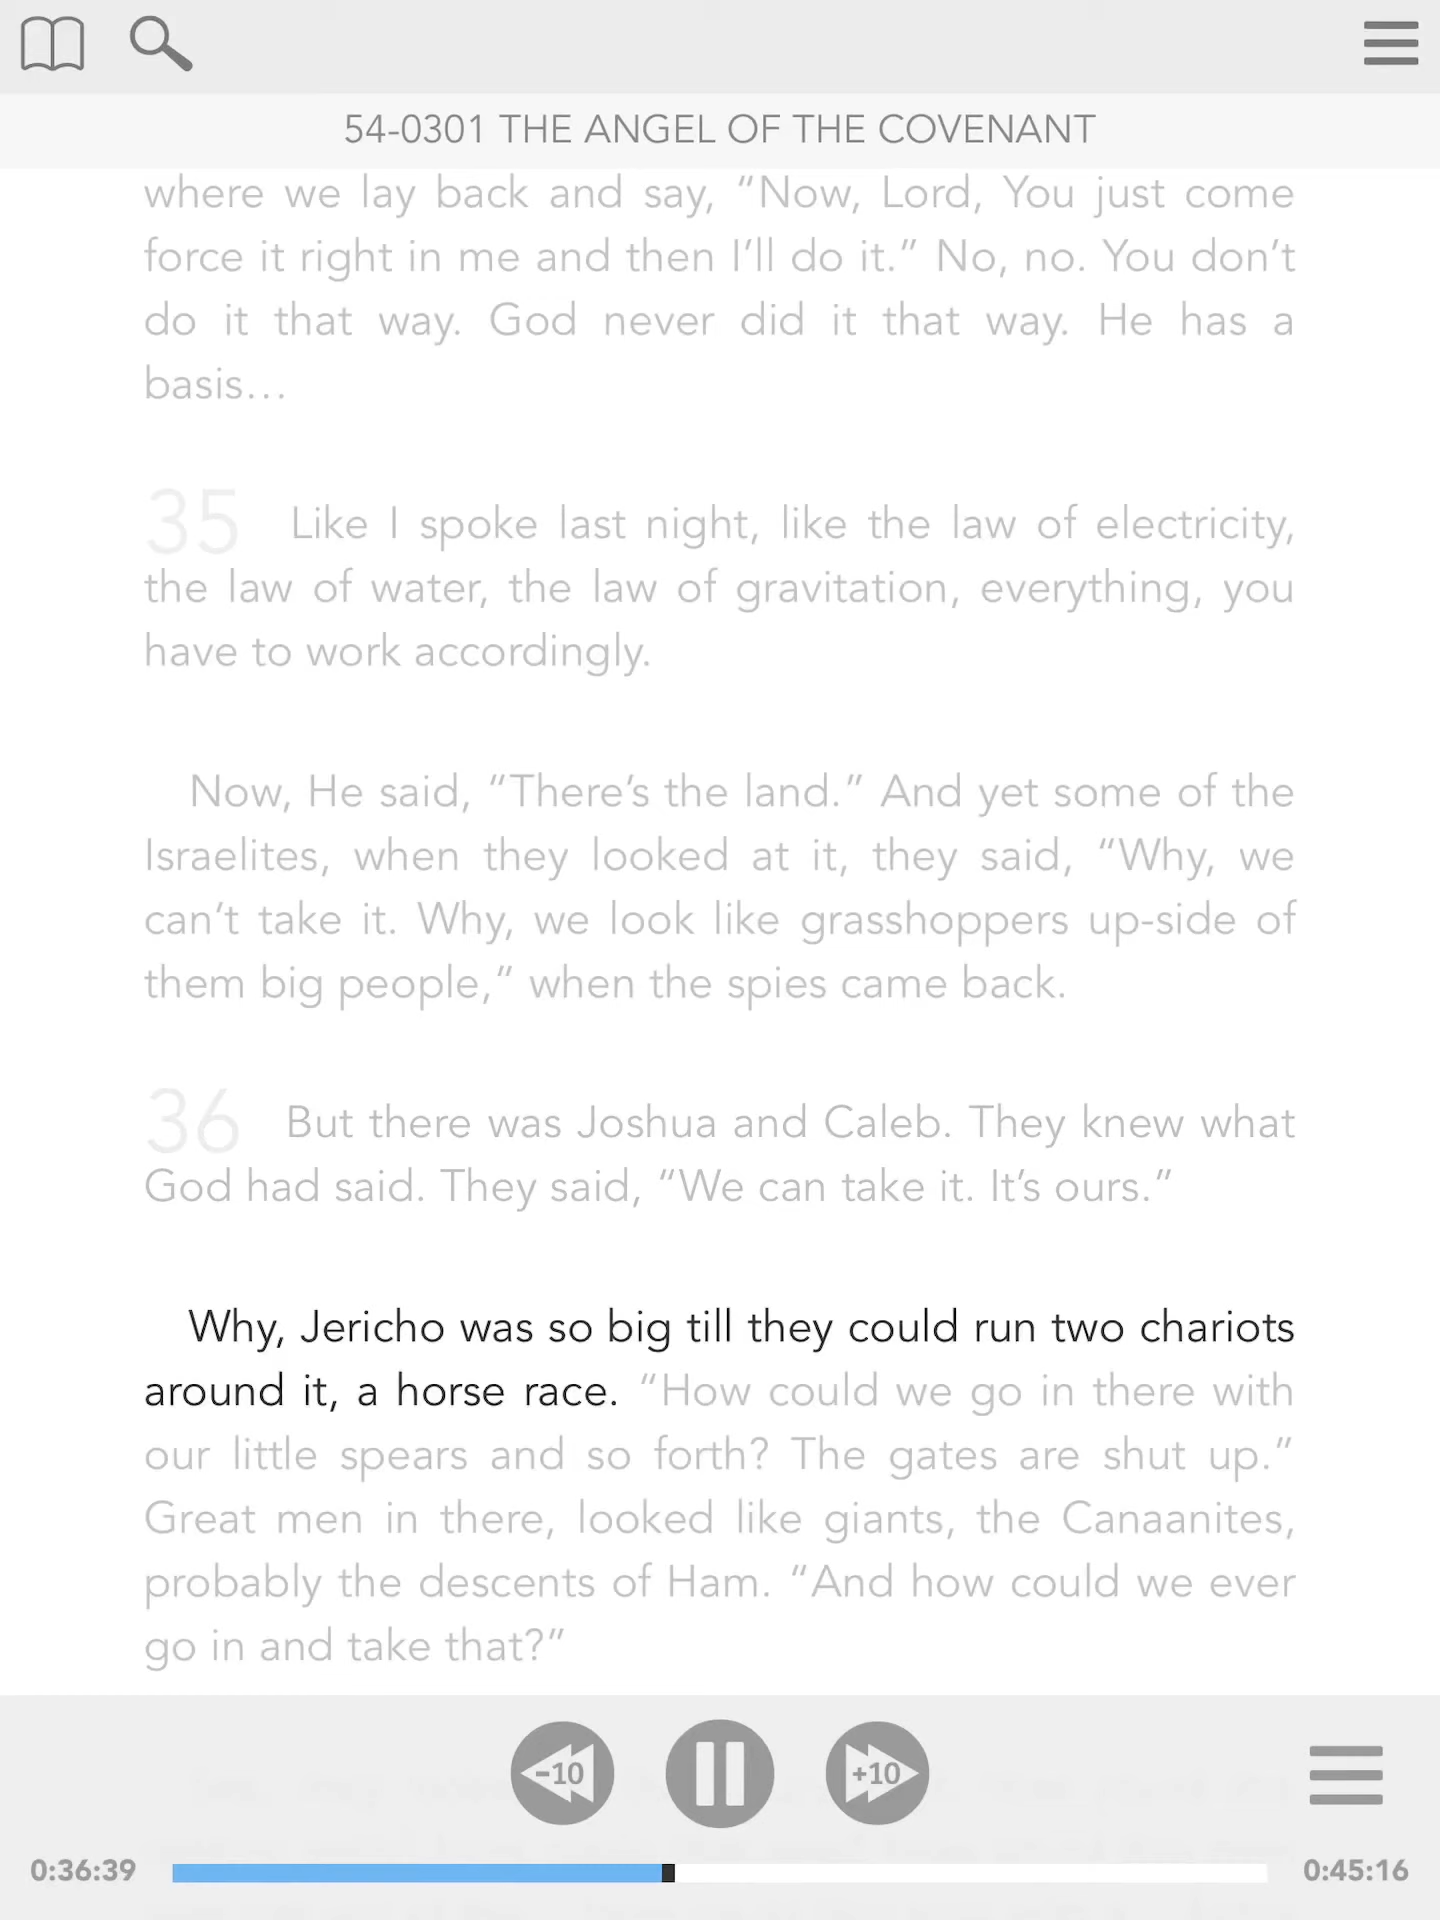 54-0301 THE ANGEL OF THE COVENANT
where we lay back and say, “Now, Lord, You just come
force it right in me and then I’ll do it.” No, no. You don’t
do it that way. God never did it that way. He has a
basis…
35 Like I spoke last night, like the law of electricity,
the law of water, the law of gravitation, everything, you
have to work accordingly.
Now, He said, “There’s the land.” And yet some of the
Israelites, when they looked at it, they said, “Why, we
can’t take it. Why, we look like grasshoppers up-side of
them big people,” when the spies came back.
36 But there was Joshua and Caleb. They knew what
God had said. They said, “We can take it. It’s ours.”
Why, Jericho was so big till they could run two chariots
around it, a horse race. “How could we go in there with
our little spears and so forth? The gates are shut up.”
Great men in there, looked like giants, the Canaanites,
probably the descents of Ham. “And how could we ever
go in and take that?”
-10 +10
0:36:39 0:45:16